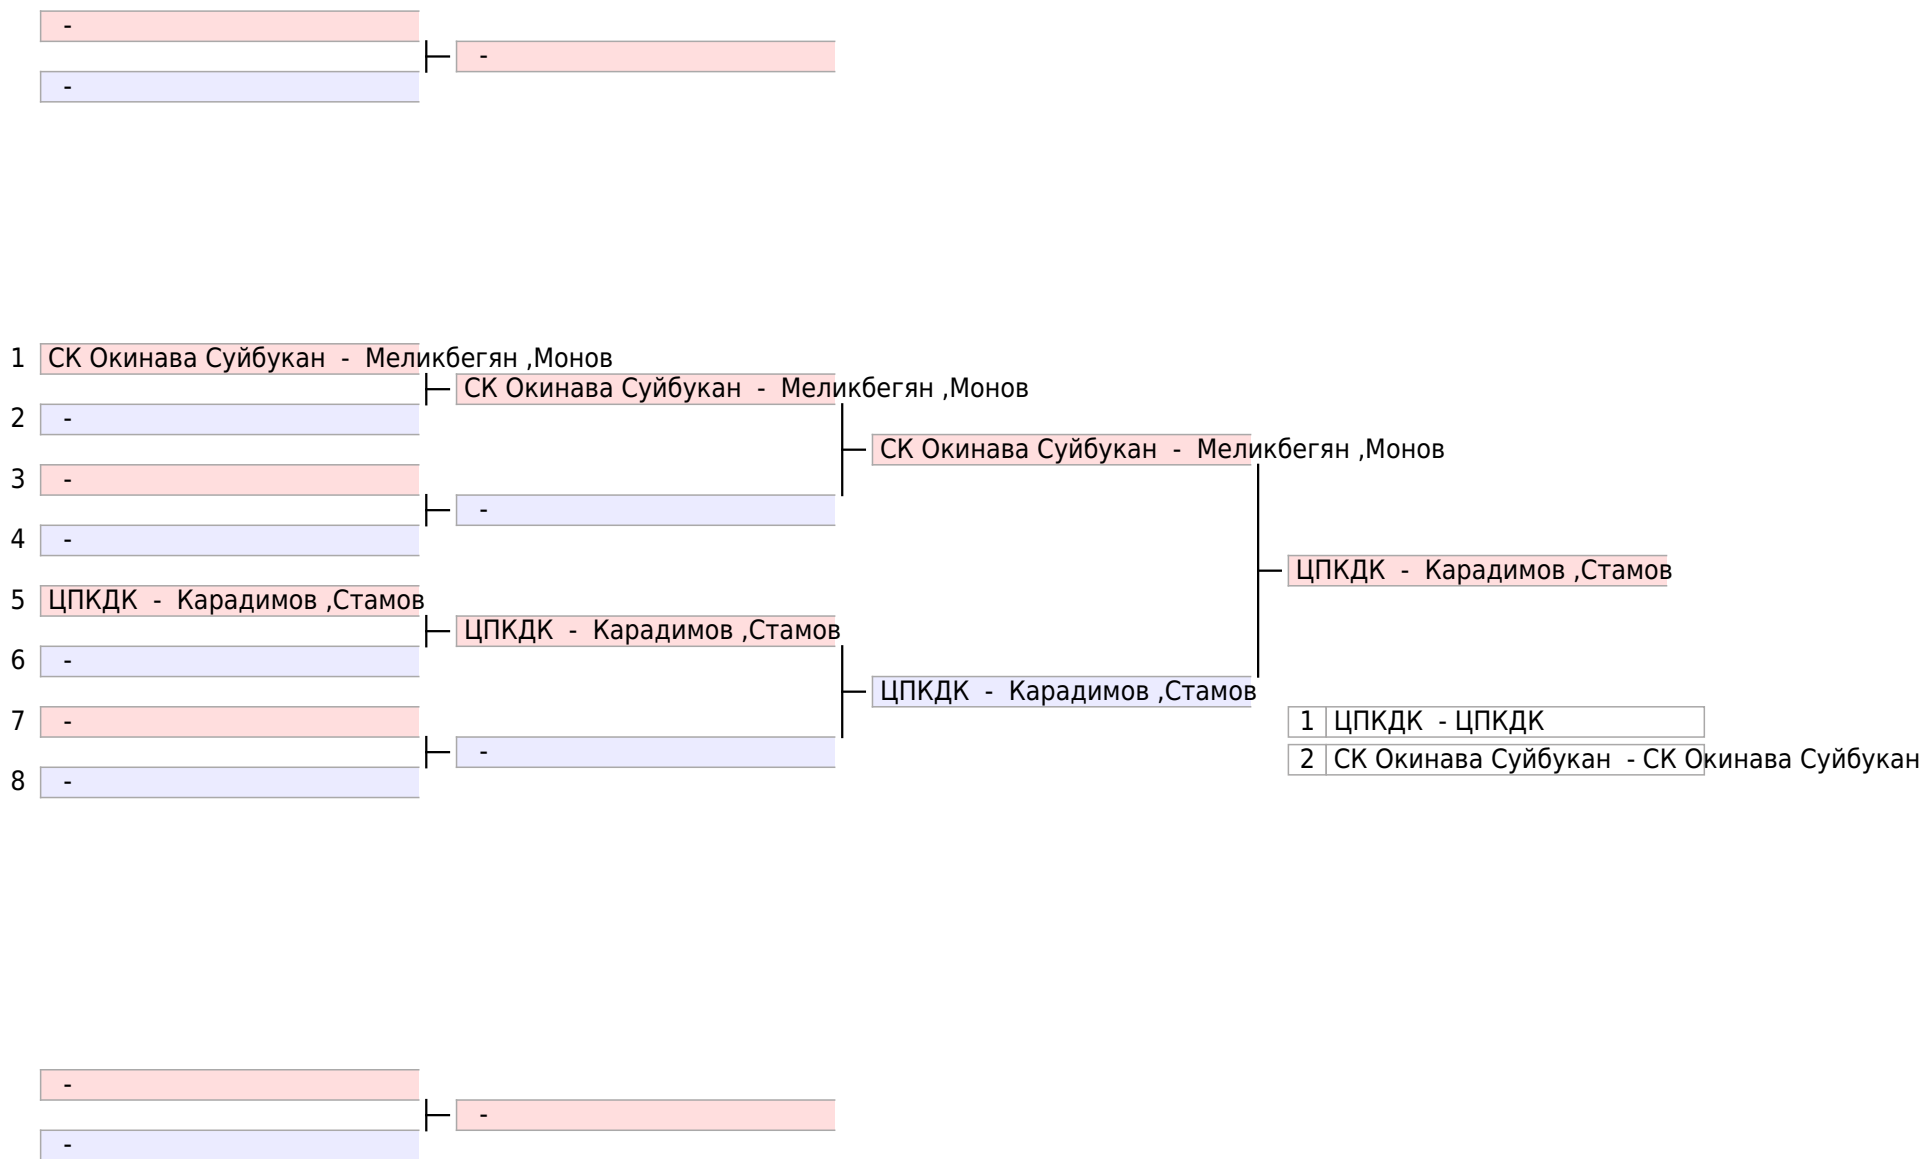 -
-
-
1 СК Окинава Суйбукан - Меликбегян ,Монов
СК Окинава Суйбукан - Меликбегян ,Монов
2 -
СК Окинава Суйбукан - Меликбегян ,Монов
3 -
-
4 -
ЦПКДК - Карадимов ,Стамов
5 ЦПКДК - Карадимов ,Стамов
ЦПКДК - Карадимов ,Стамов
6 -
ЦПКДК - Карадимов ,Стамов
7 -
1 ЦПКДК - ЦПКДК
-
2 СК Окинава Суйбукан - СК Окинава Суйбукан
8 -
-
-
-